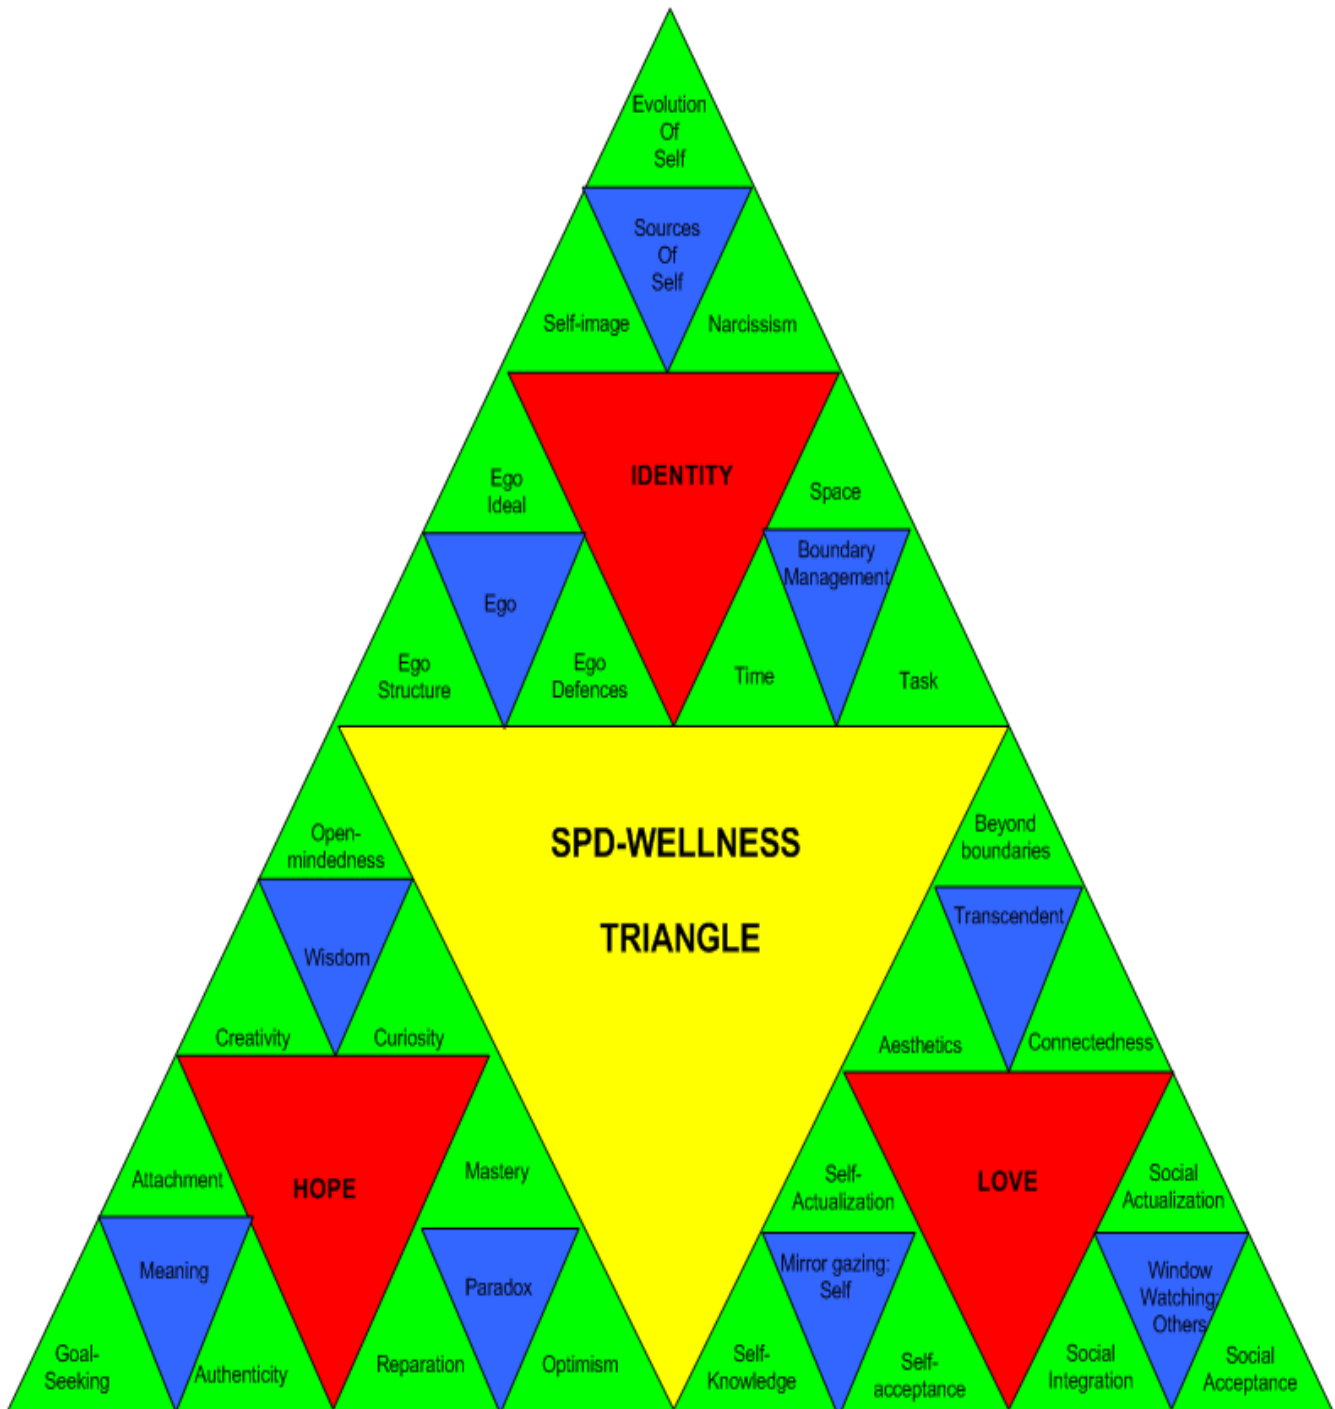 Evolution
Of
Self
Sources
Of
Self
Self-image
Narcissism
IDENTITY
Ego
Ideal
Space
Ego
Boundary
Management
Ego
Structure
Ego
Defences
Time
Task
SPD-WELLNESS
TRIANGLE
Open-
mindedness
Wisdom
Creativity
Curiosity
Beyond
boundaries
Transcendent
Aesthetics
Connectedness
HOPE
Attachment
Mastery
Meaning
Paradox
Goal-
Seeking
Authenticity
Reparation
Optimism
LOVE
Self-
Actualization
Social
Actualization
Mirror gazing:
Self
Window
Watching:
Others
Self-
Knowledge
Self-
acceptance
Social
Integration
Social
Acceptance